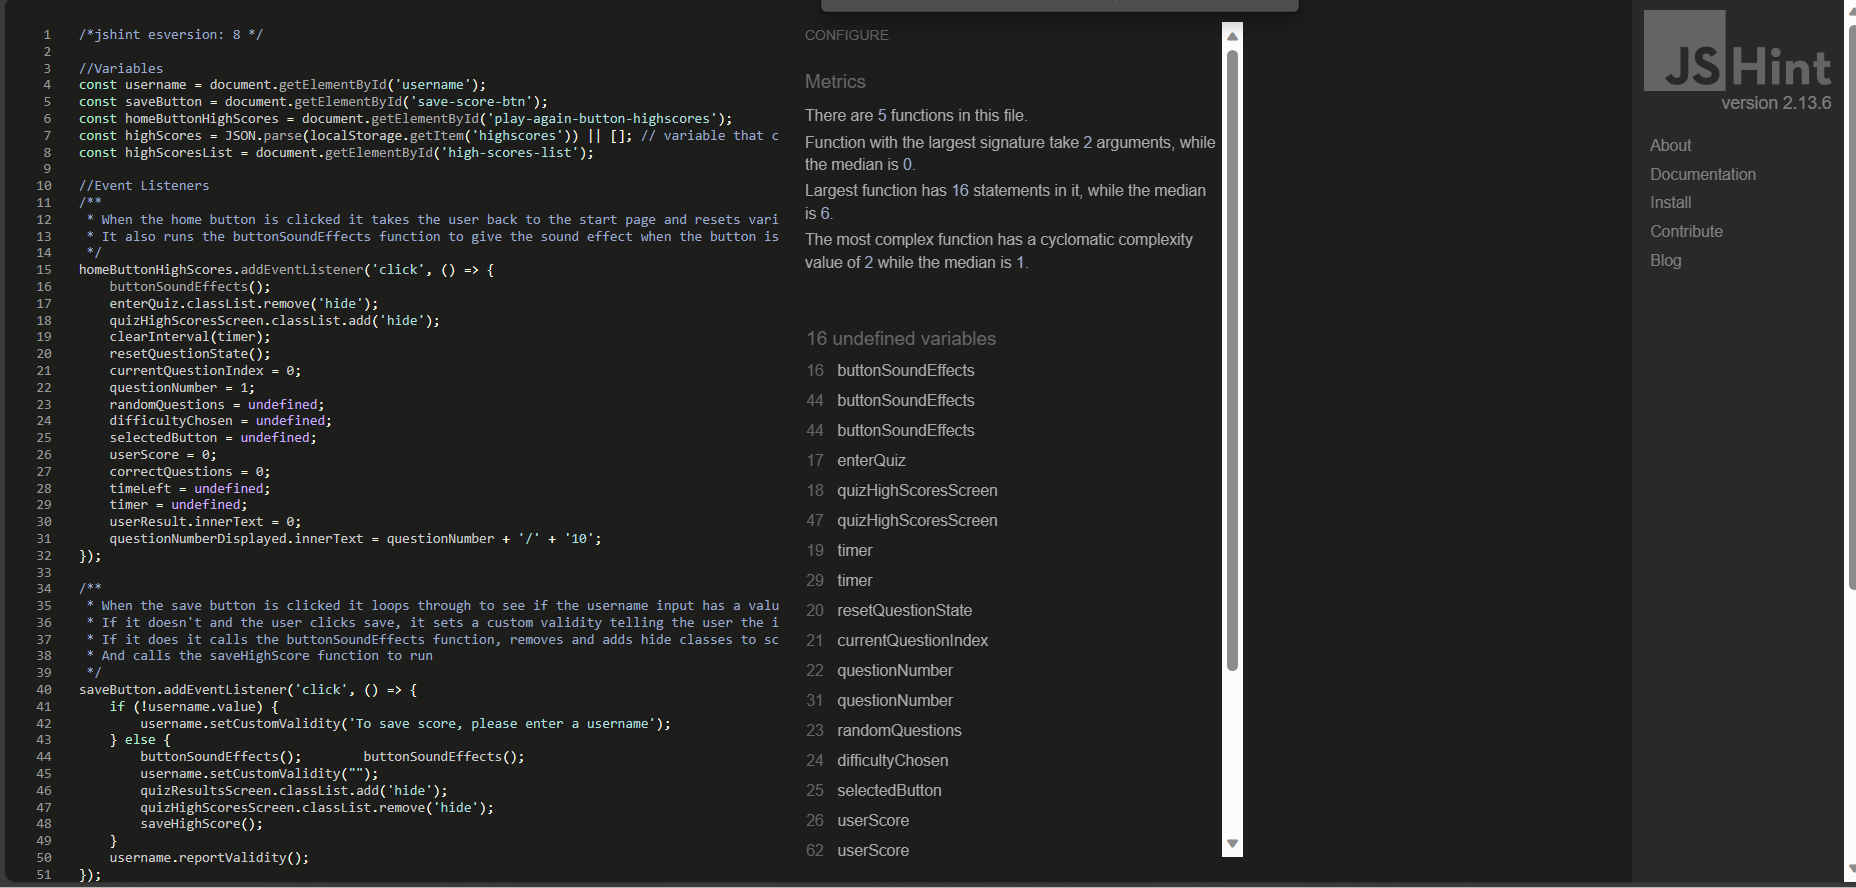 1 /*jshint esversion: 8 */
2
3 //Variables
4 const username = document.getElementById('username');
5 const saveButton = document.getElementById('save-score-btn');
6 const homeButtonHighScores = document.getElementById('play-again-button-highscores');
7 const highScores = JSON.parse(localStorage.getItem('highscores')) || []; // variable that c
8 const highScoresList = document.getElementById('high-scores-list');
9
10 //Event Listeners
11 /**
12 * When the home button is clicked it takes the user back to the start page and resets vari
13 * It also runs the buttonSoundEffects function to give the sound effect when the button is
14 */
15 homeButtonHighScores.addEventListener('click', () => {
16 buttonSoundEffects();
17 enterQuiz.classList.remove('hide');
18 quizHighScoresScreen.classList.add('hide');
19 clearInterval(timer);
20 resetQuestionState();
21 currentQuestionIndex = 0;
22 questionNumber = 1;
23 randomQuestions = undefined;
24 difficultyChosen = undefined;
25 selectedButton = undefined;
26 userScore = 0;
27 correctQuestions = 0;
28 timeLeft = undefined;
29 timer = undefined;
30 userResult.innerText = 0;
31 questionNumberDisplayed.innerText = questionNumber + '/' + '10';
32 });
33
34 /**
35 * When the save button is clicked it loops through to see if the username input has a valu
36 * If it doesn't and the user clicks save, it sets a custom validity telling the user the i
37 * If it does it calls the buttonSoundEffects function, removes and adds hide classes to sc
38 * And calls the saveHighScore function to run
39 */
40 saveButton.addEventListener('click', () => {
41 if (!username.value) {
42 username.setCustomValidity('To save score, please enter a username');
43 } else {
44 buttonSoundEffects(); buttonSoundEffects();
45 username.setCustomValidity("");
46 quizResultsScreen.classList.add('hide');
47 quizHighScoresScreen.classList.remove('hide');
48 saveHighScore();
49 }
50 username.reportValidity();
51 });
CONFIGURE
Metrics
There are 5 functions in this file.
Function with the largest signature take 2 arguments, while
the median is 0.
Largest function has 16 statements in it, while the median
is 6.
The most complex function has a cyclomatic complexity
value of 2 while the median is 1.
16 undefined variables
16 buttonSoundEffects
44 buttonSoundEffects
44 buttonSoundEffects
17 enterQuiz
18 quizHighScoresScreen
47 quizHighScoresScreen
19 timer
29 timer
20 resetQuestionState
21 currentQuestionIndex
22 questionNumber
31 questionNumber
23 randomQuestions
24 difficultyChosen
25 selectedButton
26 userScore
62 userScore
JSHint
version 2.13.6
About
Documentation
Install
Contribute
Blog